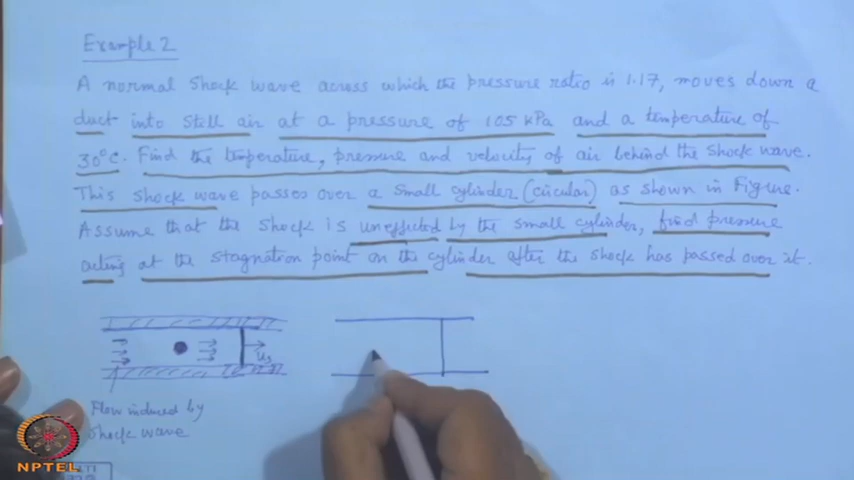 Example 2
A normal Shock wave across which the pressure ratio is 1.17, moves down a
duct into still air at a pressure of 105 kPa and a temperature of
30°C. Find the temperature, pressure and velocity of air behind the shock wave.
This shock wave passes over a small cylinder (circular) as shown in Figure.
Assume that the shock is uneffected by the small cylinder, find pressure
acting at the stagnation point on the cylinder after the shock has passed over it.
us
Flow induced by
Shock wave
NPTEL